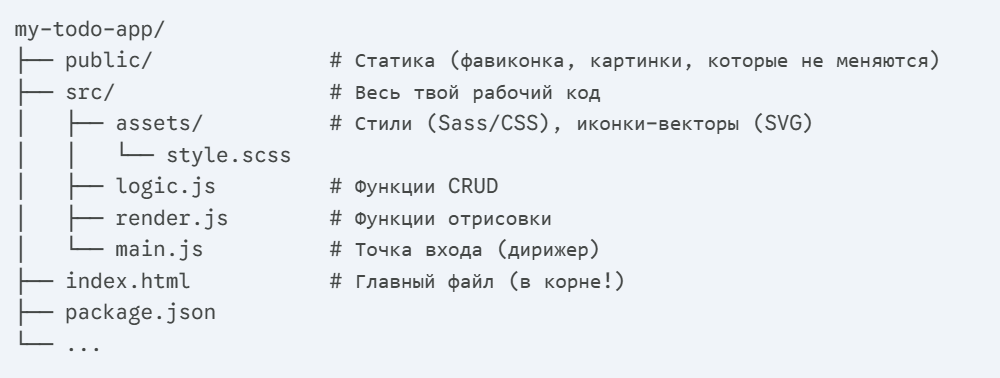 my-todo-app/
├── public/              # Статика (фавиконка, картинки, которые не меняются)
├── src/                 # Весь твой рабочий код
│   ├── assets/          # Стили (Sass/CSS), иконки-векторы (SVG)
│   │   └── style.scss
│   ├── logic.js         # Функции CRUD
│   ├── render.js        # Функции отрисовки
│   └── main.js          # Точка входа (дирижер)
├── index.html           # Главный файл (в корне!)
├── package.json
└── ...